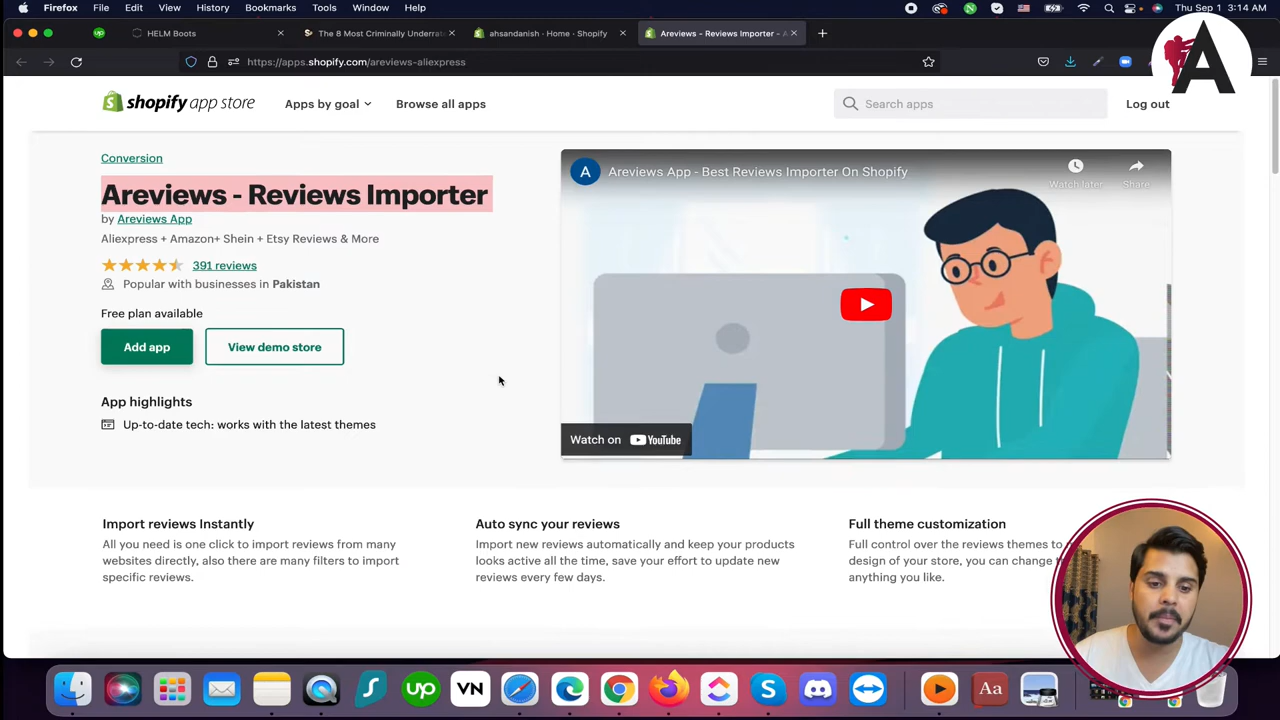 Firefox File Edit View History Bookmarks Tools Window Help Thu Sep 1 3:14 AM
HELM Boots
The 8 Most Criminally Underrat
ahsandanish · Home · Shopify
Areviews - Reviews Importer - A
https://apps.shopify.com/areviews-aliexpress
shopify app store
Apps by goal
Browse all apps
Search apps
Log out
Conversion
Areviews - Reviews Importer
by Areviews App
Aliexpress + Amazon+ Shein + Etsy Reviews & More
391 reviews
Popular with businesses in Pakistan
Free plan available
Add app
View demo store
App highlights
Up-to-date tech: works with the latest themes
A
Areviews App - Best Reviews Importer On Shopify
Watch later
Share
Watch on YouTube
Import reviews Instantly
All you need is one click to import reviews from many
websites directly, also there are many filters to import
specific reviews.
Auto sync your reviews
Import new reviews automatically and keep your products
looks active all the time, save your effort to update new
reviews every few days.
Full theme customization
Full control over the reviews themes to
design of your store, you can change
anything you like.
up
VN
Aa
A